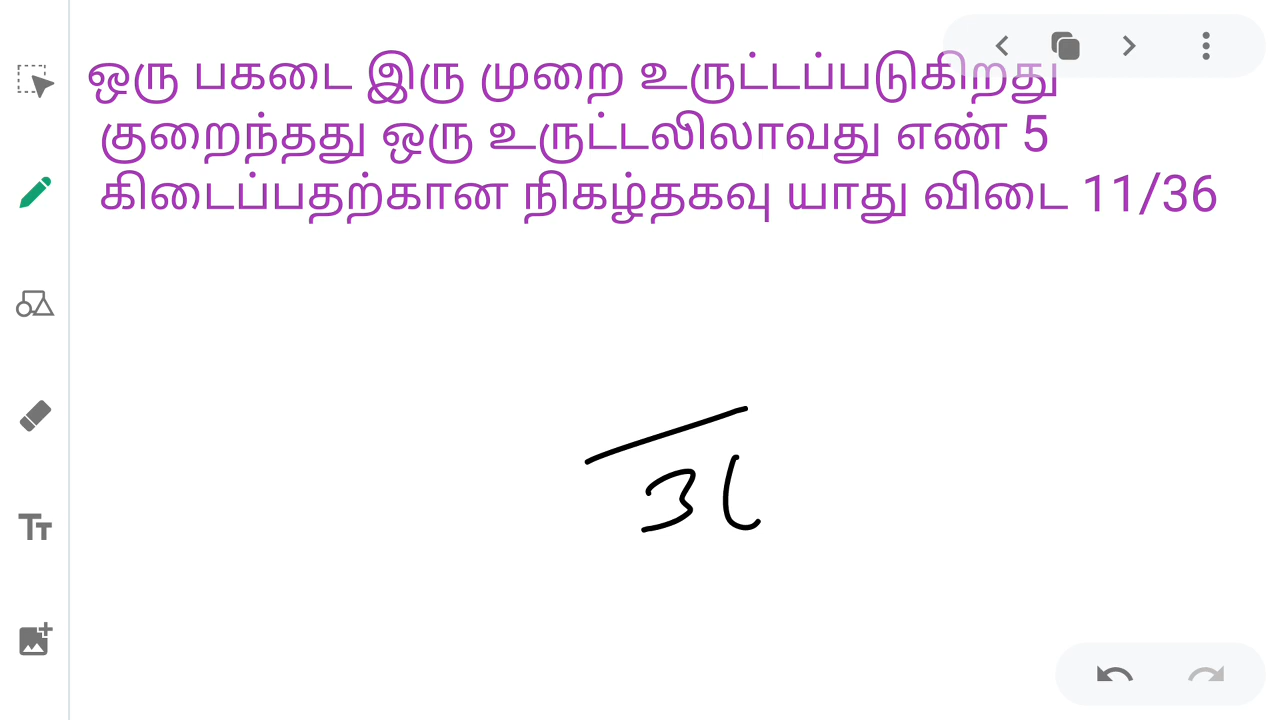 ஒரு பகடை இரு முறை உருட்டப்படுகிறது
குறைந்தது ஒரு உருட்டலிலாவது எண் 5
கிடைப்பதற்கான நிகழ்தகவு யாது விடை 11/36
36
Tт